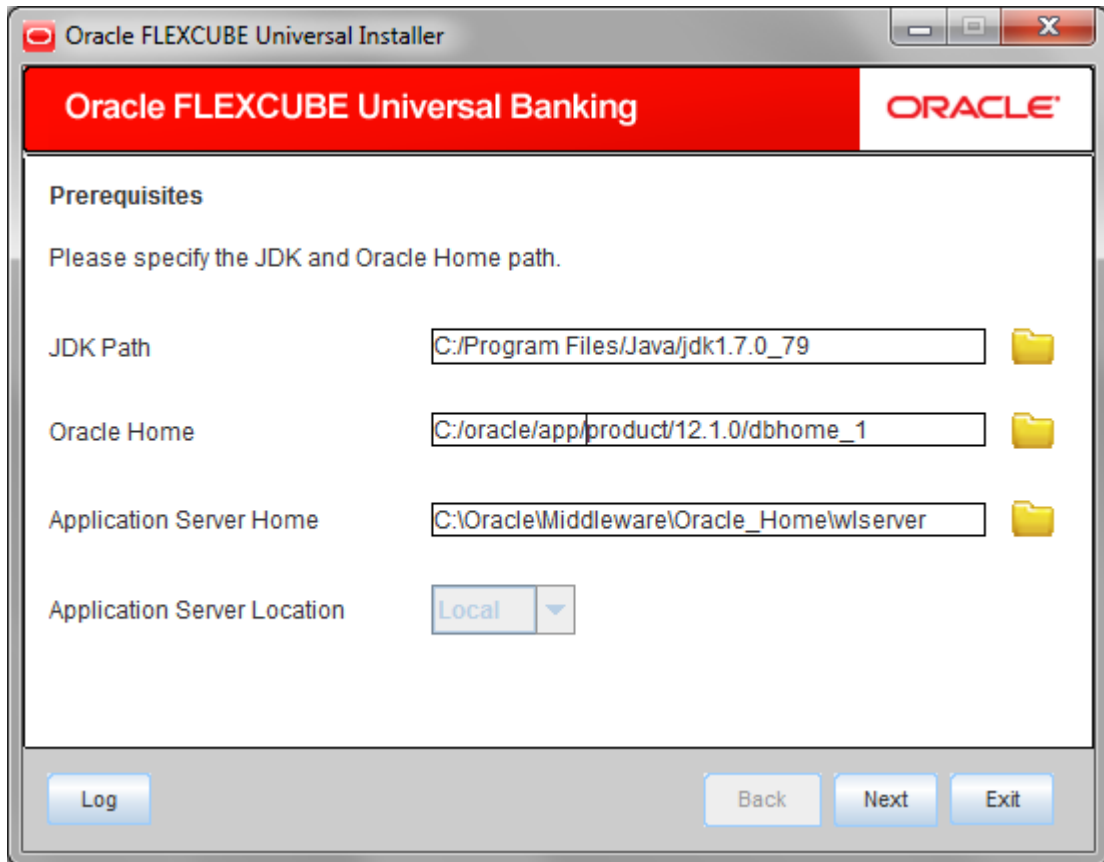 Oracle FLEXCUBE Universal Installer
Oracle FLEXCUBE Universal Banking
ORACLE
Prerequisites
Please specify the JDK and Oracle Home path.
JDK Path
C:/Program Files/Java/jdk1.7.0_79
Oracle Home
C:/oracle/app/product/12.1.0/dbhome_1
Application Server Home
C:\Oracle\Middleware\Oracle_Home\wlserver
Application Server Location
Local
Log
Back
Next
Exit